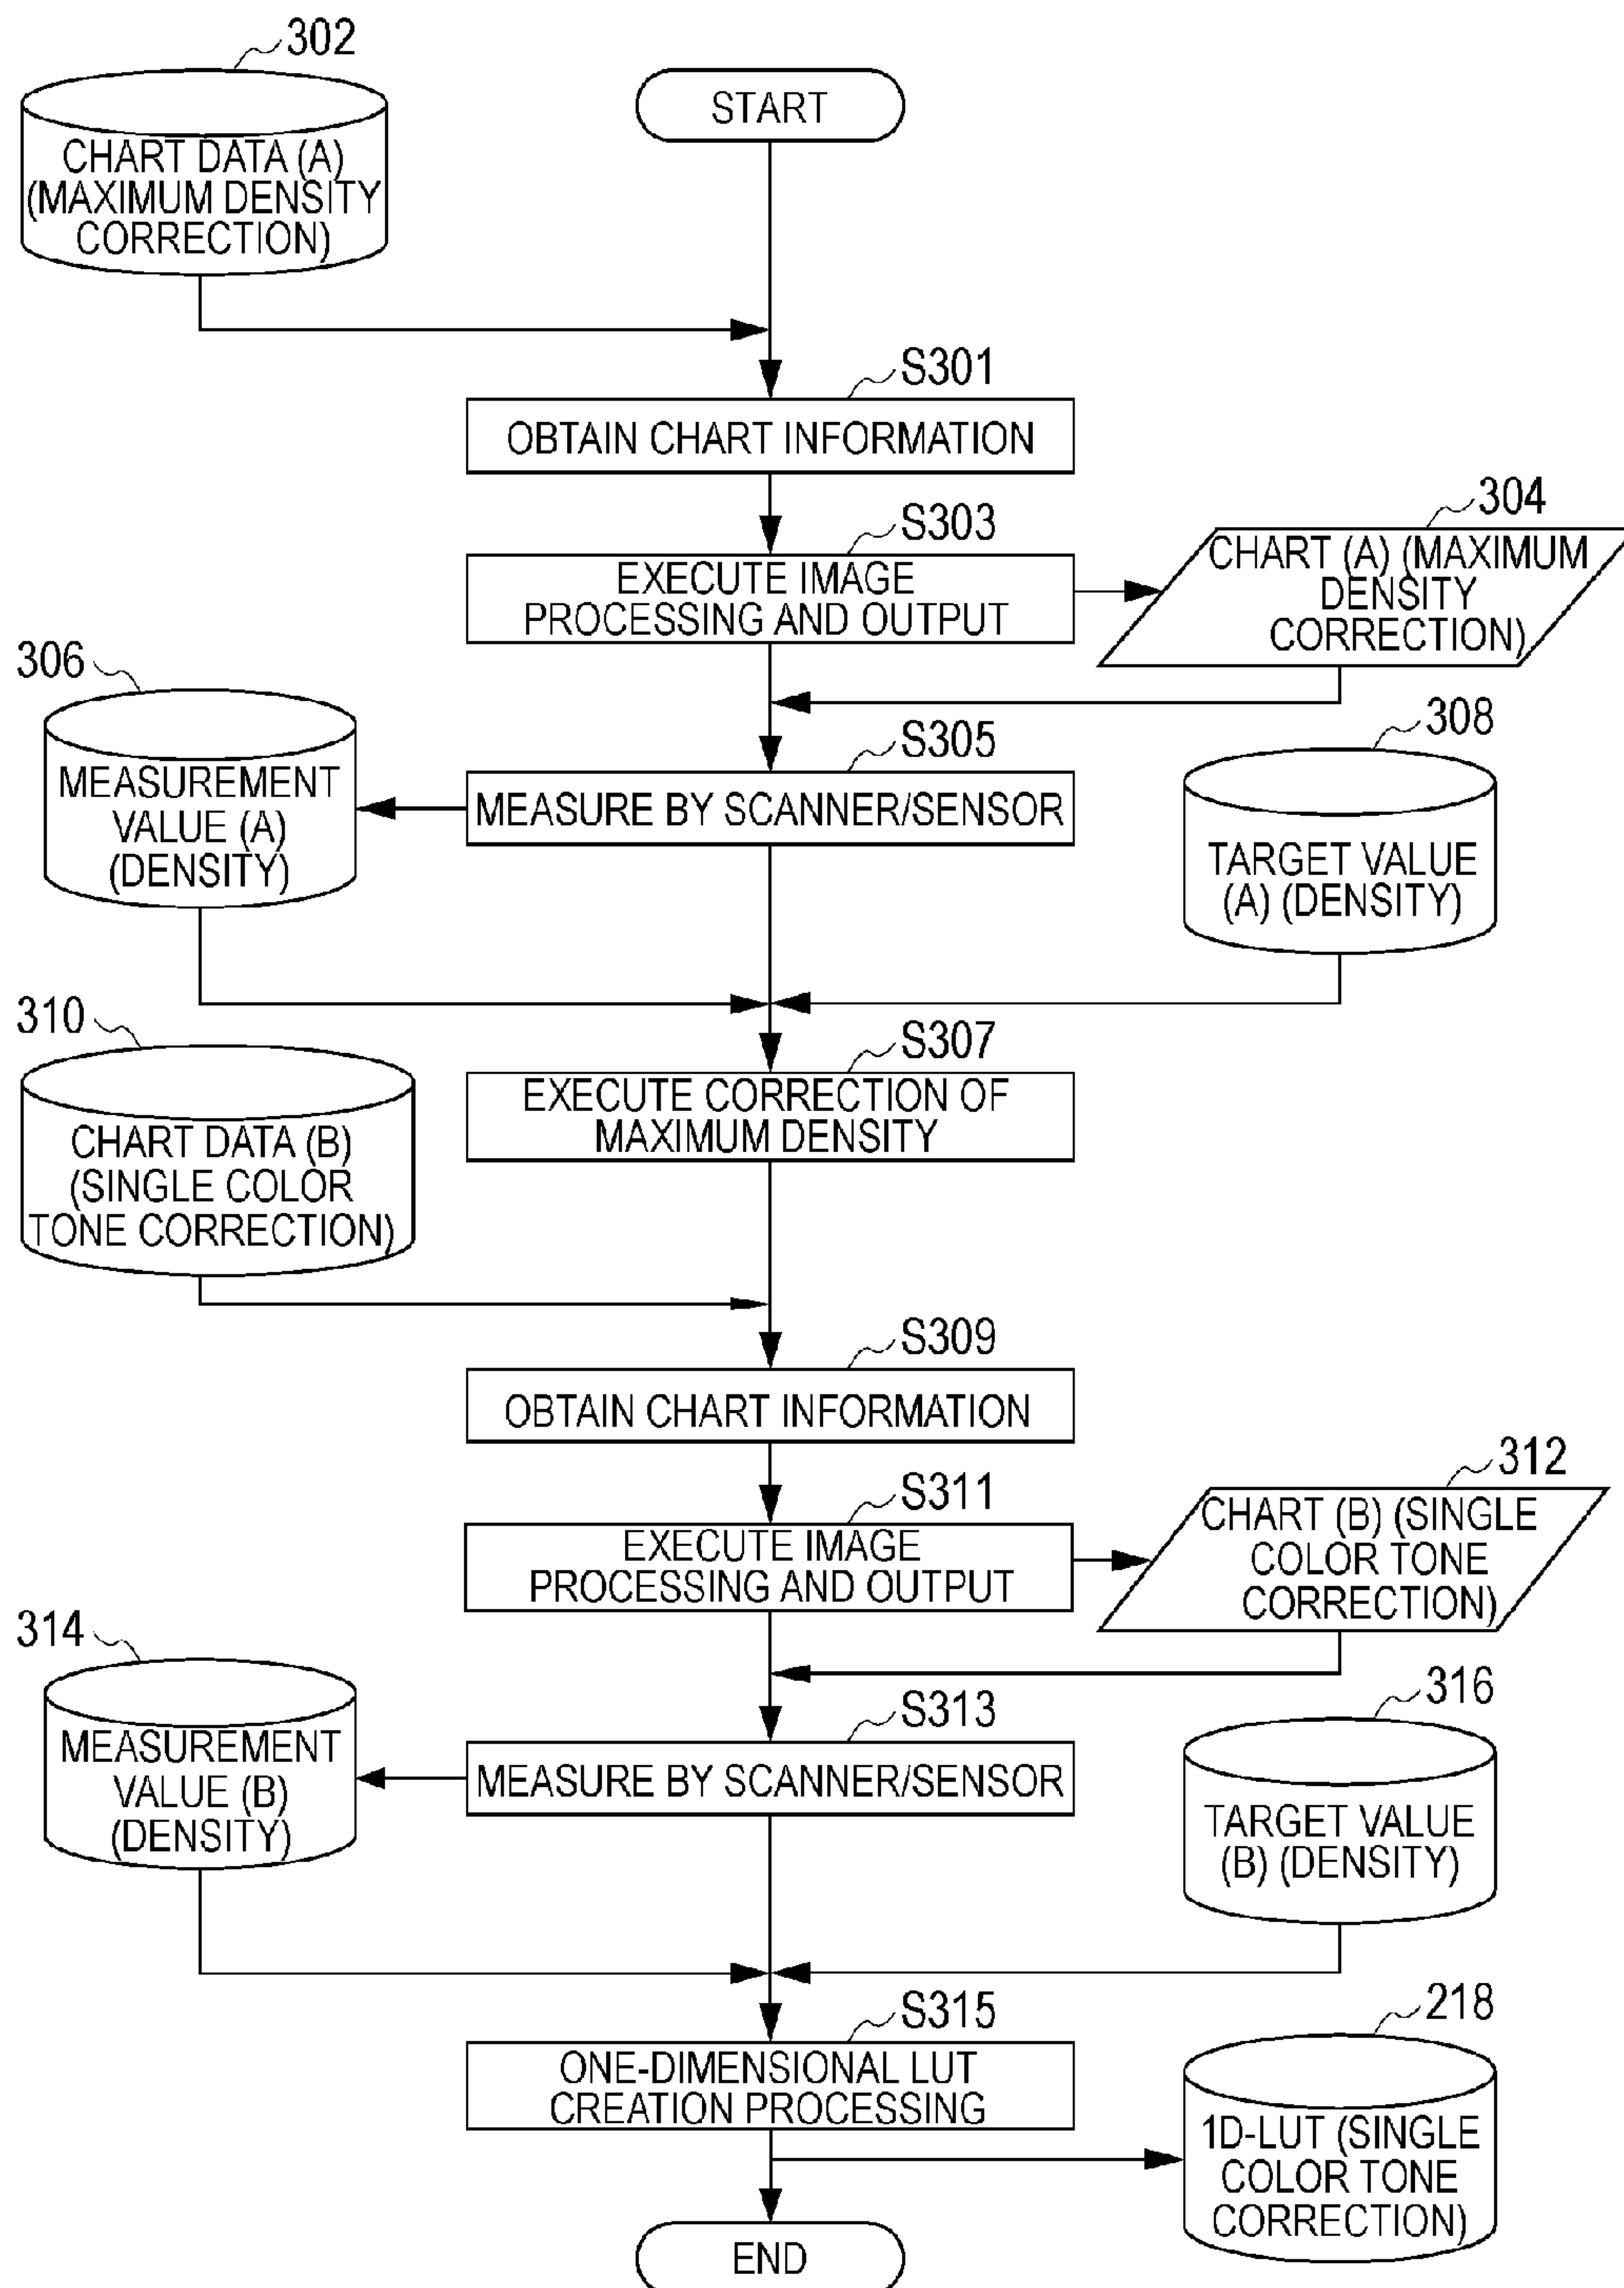 302
CHART DATA (A)
(MAXIMUM DENSITY
CORRECTION)
START
S301
OBTAIN CHART INFORMATION
S303
EXECUTE IMAGE
PROCESSING AND OUTPUT
304
CHART (A) (MAXIMUM
DENSITY
CORRECTION)
306
MEASUREMENT
VALUE (A)
(DENSITY)
S305
MEASURE BY SCANNER/SENSOR
308
TARGET VALUE
(A) (DENSITY)
S307
EXECUTE CORRECTION OF
MAXIMUM DENSITY
310
CHART DATA (B)
(SINGLE COLOR
TONE CORRECTION)
S309
OBTAIN CHART INFORMATION
S311
EXECUTE IMAGE
PROCESSING AND OUTPUT
312
CHART (B) (SINGLE
COLOR TONE
CORRECTION)
314
MEASUREMENT
VALUE (B)
(DENSITY)
S313
MEASURE BY SCANNER/SENSOR
316
TARGET VALUE
(B) (DENSITY)
S315
ONE-DIMENSIONAL LUT
CREATION PROCESSING
218
1D-LUT (SINGLE
COLOR TONE
CORRECTION)
END